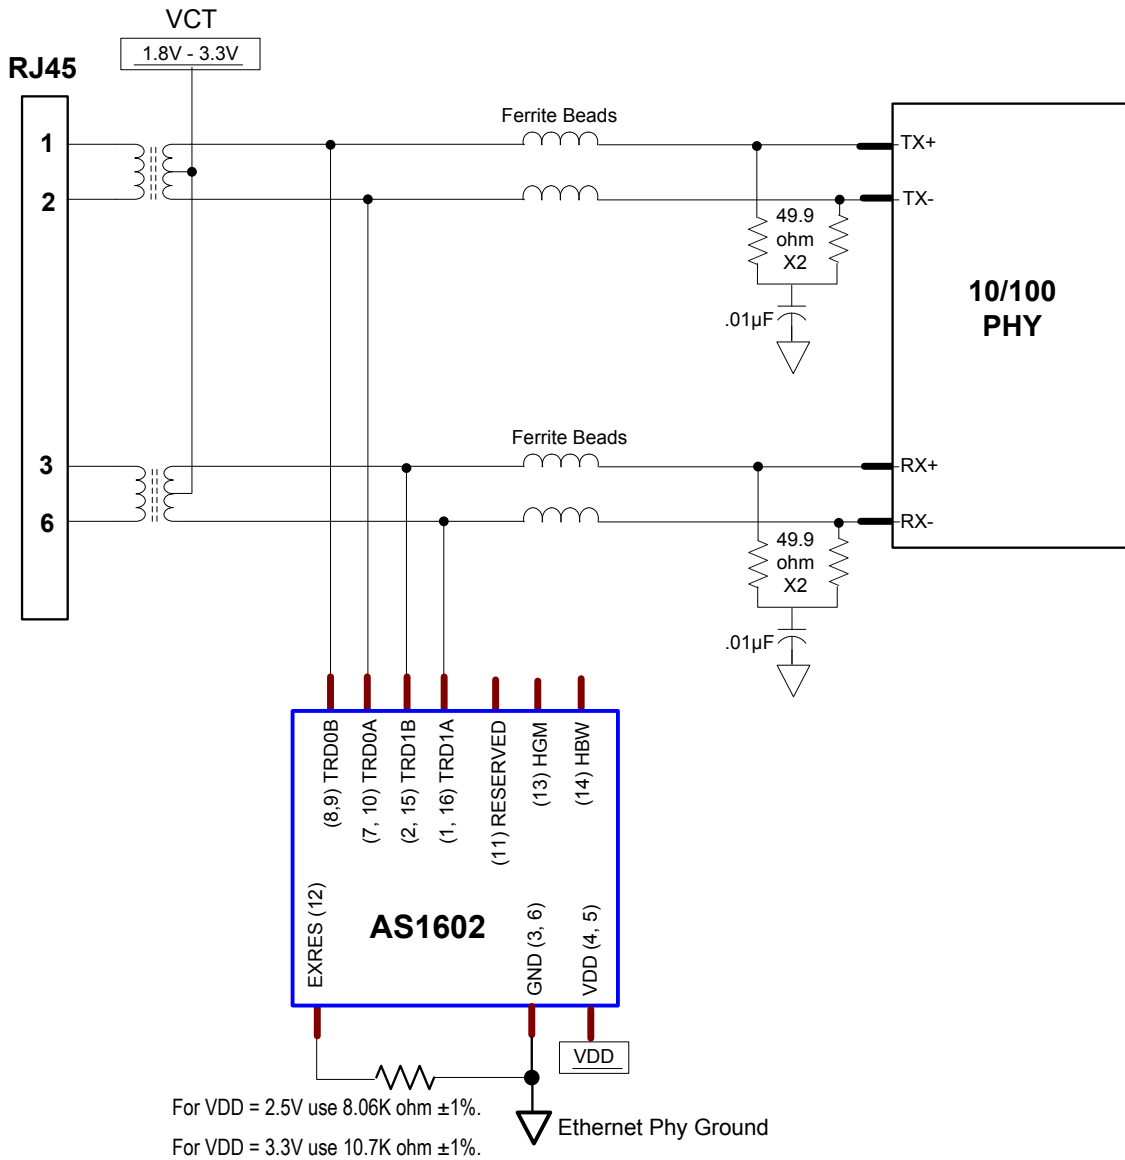 VCT
1.8V - 3.3V
RJ45
Ferrite Beads
1
TX+
2
TX-
49.9
ohm
X2
10/100
PHY
.01µF
Ferrite Beads
3
RX+
6
RX-
49.9
ohm
X2
.01µF
(8,9) TRD0B
(7, 10) TRD0A
(2, 15) TRD1B
(1, 16) TRD1A
(11) RESERVED
(13) HGM
(14) HBW
EXRES (12)
AS1602
GND (3, 6)
VDD (4, 5)
VDD
For VDD = 2.5V use 8.06K ohm ±1%.
Ethernet Phy Ground
For VDD = 3.3V use 10.7K ohm ±1%.